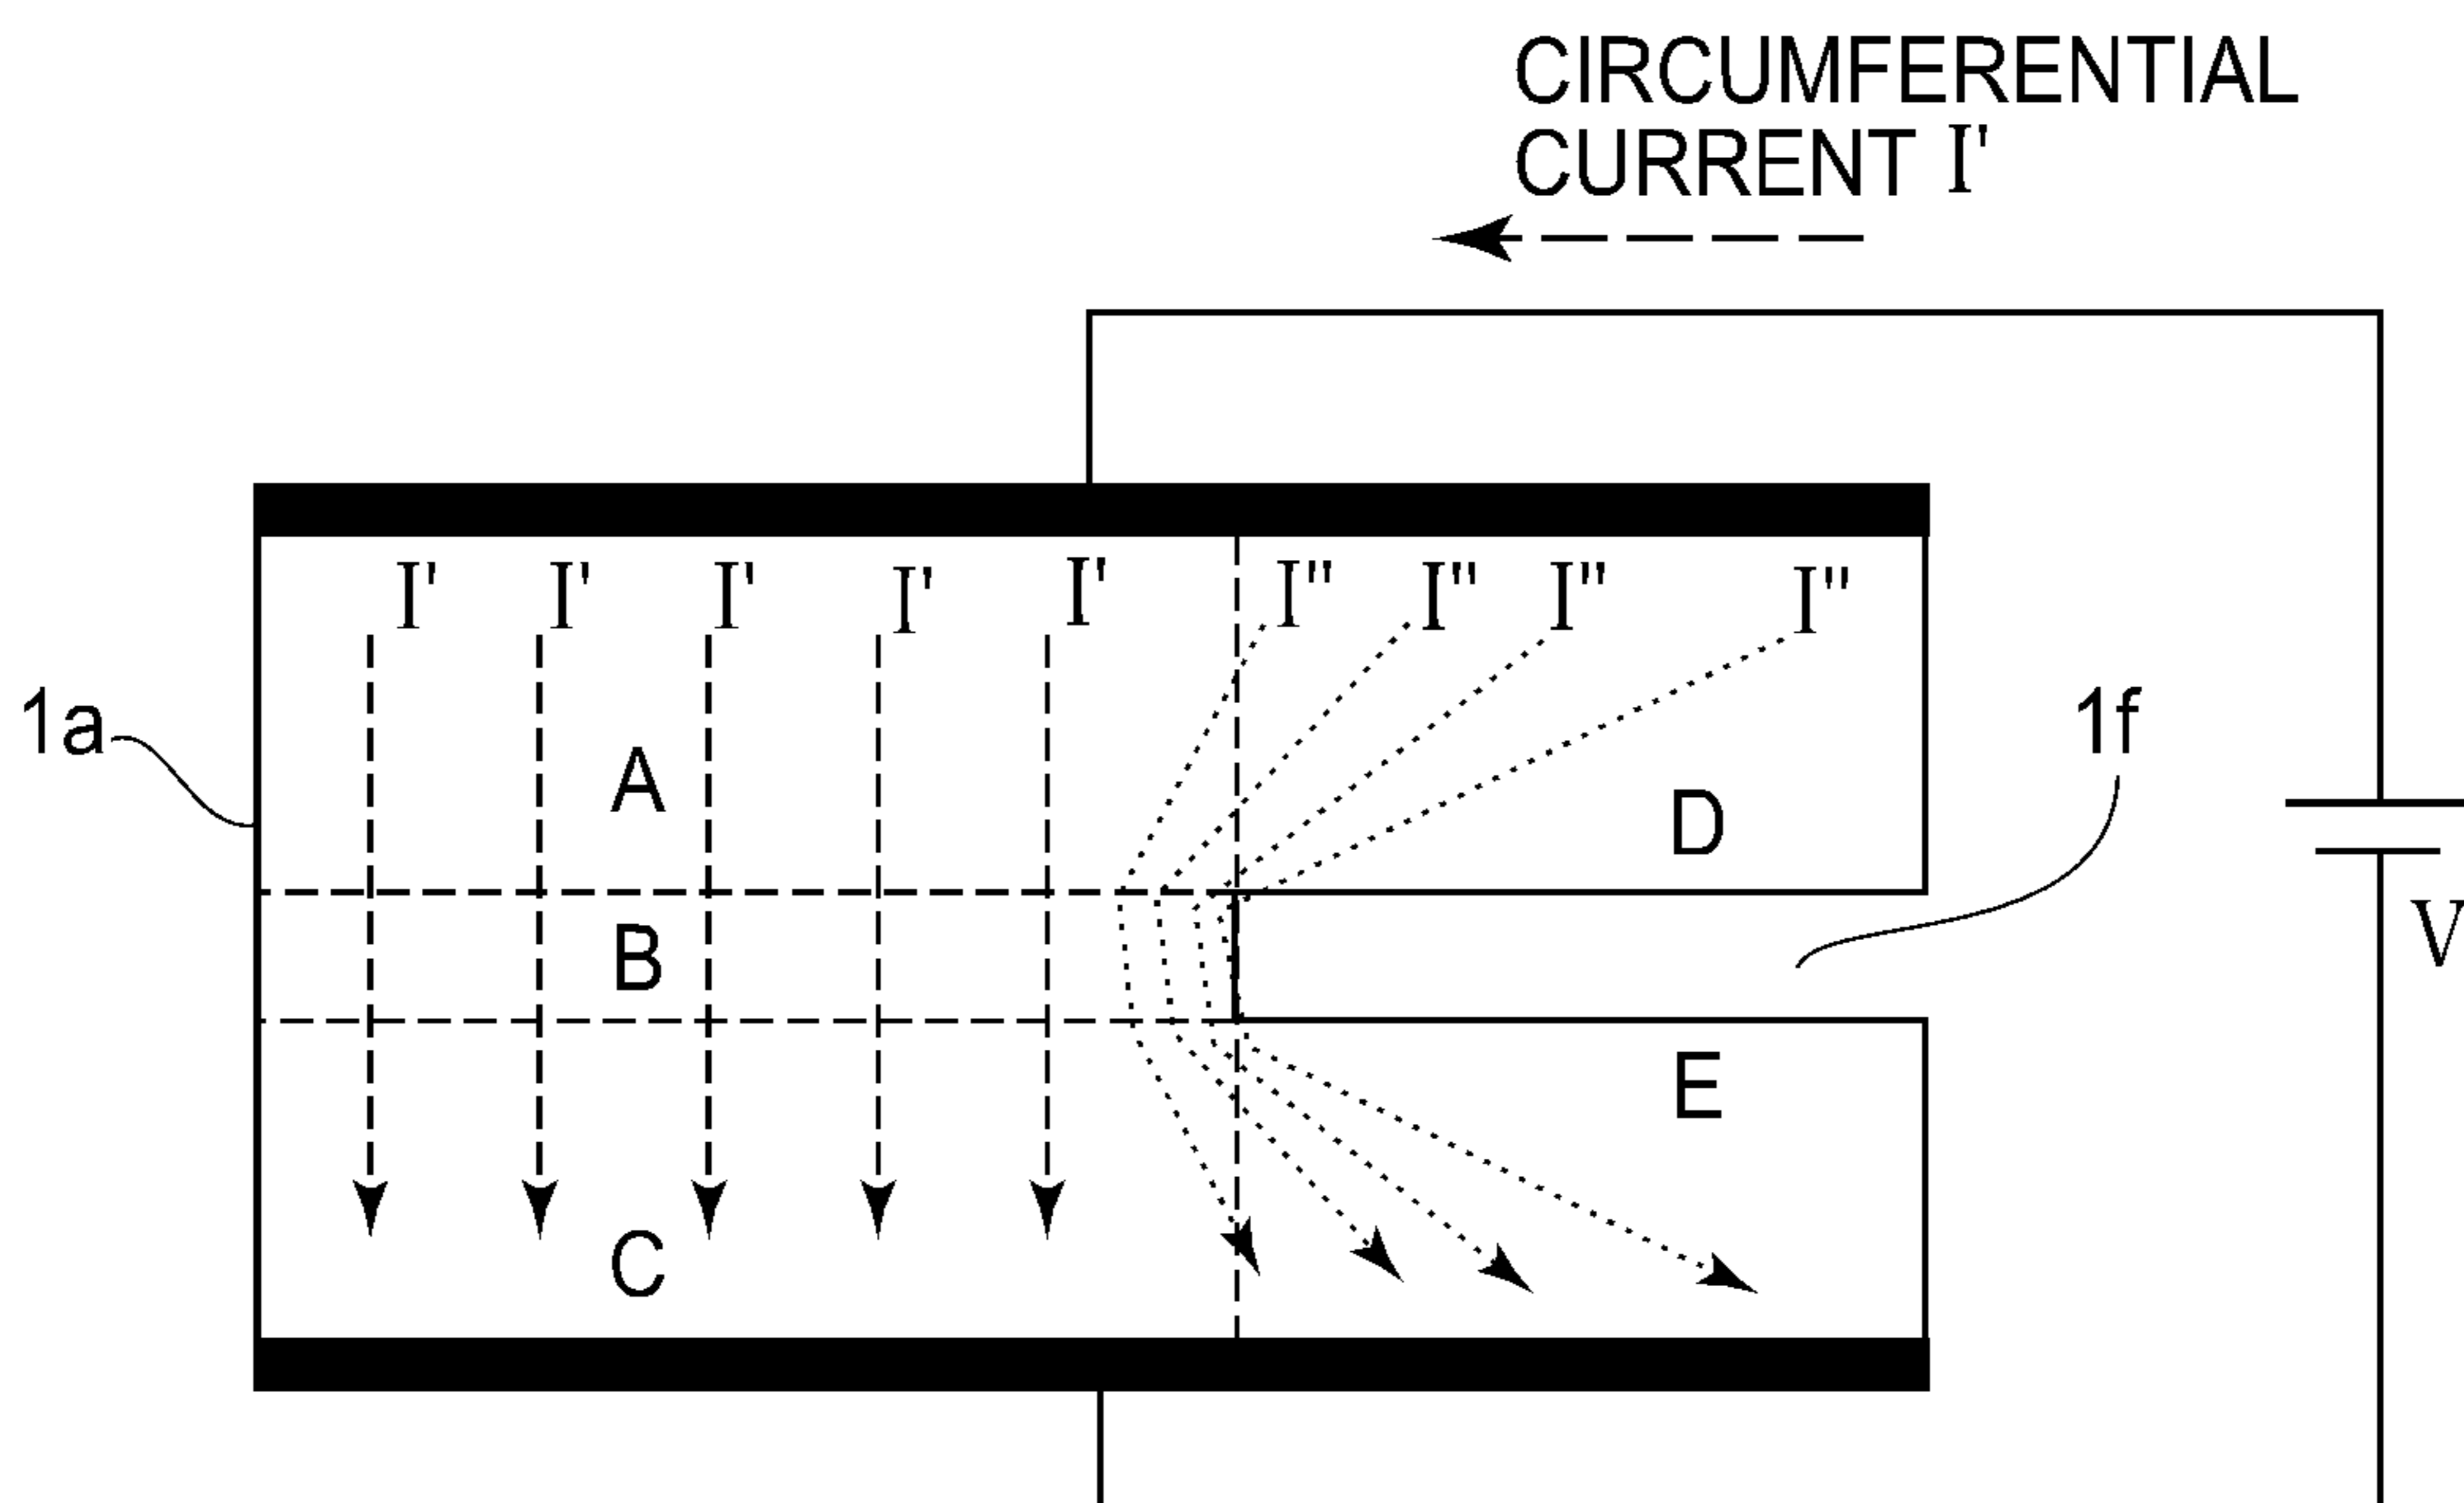 CIRCUMFERENTIAL
CURRENT I'
I' I' I' I' I' I" I" I" I"
1a
1f
A
D
B
V
E
C